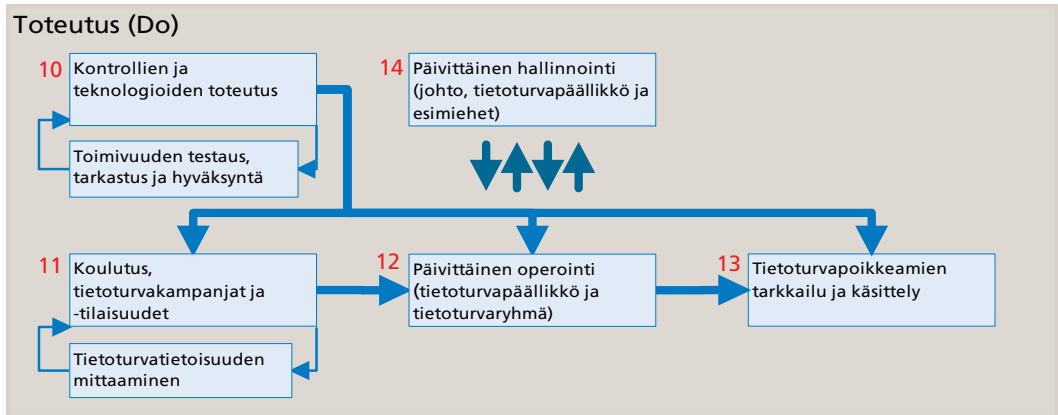 Toteutus (Do)
10
Kontrollien ja
teknologioiden toteutus
Toimivuuden testaus,
tarkastus ja hyväksyntä
14
Päivittäinen hallinnointi
(johto, tietoturvapäällikkö ja
esimiehet)
11
Koulutus,
tietoturvakampanjat ja
-tilaisuudet
Tietoturvatietoisuuden
mittaaminen
12
Päivittäinen operointi
(tietoturvapäällikkö ja
tietoturvaryhmä)
13
Tietoturvapoikkeamien
tarkkailu ja käsittely